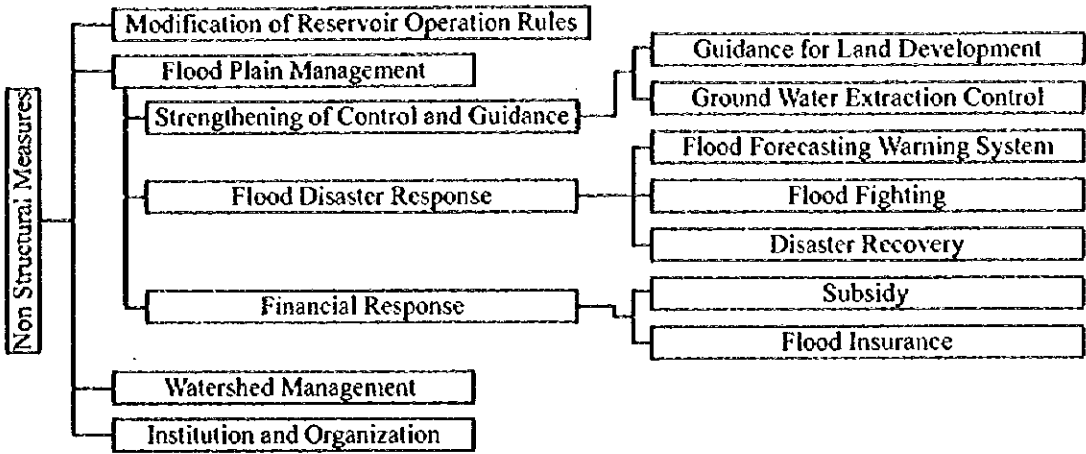 Non Structural Measures
Modification of Reservoir Operation Rules
Flood Plain Management
Strengthening of Control and Guidance
Guidance for Land Development
Ground Water Extraction Control
Flood Disaster Response
Flood Forecasting Warning System
Flood Fighting
Disaster Recovery
Financial Response
Subsidy
Flood Insurance
Watershed Management
Institution and Organization